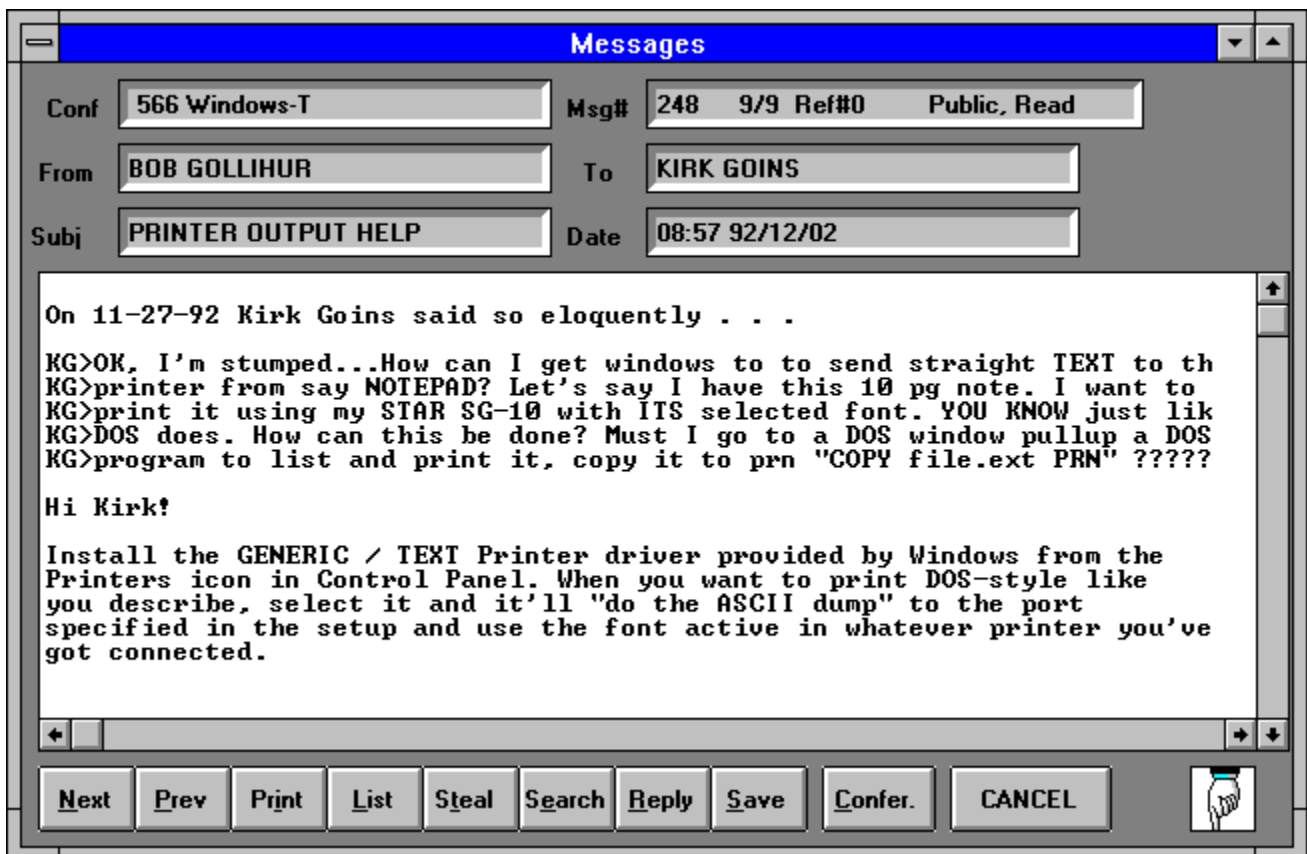 Messages
Conf 566 Windows-T Msg# 248 9/9 Ref#0 Public, Read
From BOB GOLLIHUR To KIRK GOINS
Subj PRINTER OUTPUT HELP Date 08:57 92/12/02
On 11-27-92 Kirk Goins said so eloquently . . .
KG>OK, I'm stumped...How can I get windows to to send straight TEXT to th
KG>printer from say NOTEPAD? Let's say I have this 10 pg note. I want to
KG>print it using my STAR SG-10 with ITS selected font. YOU KNOW just lik
KG>DOS does. How can this be done? Must I go to a DOS window pullup a DOS
KG>program to list and print it, copy it to prn "COPY file.ext PRN" ?????
Hi Kirk!
Install the GENERIC / TEXT Printer driver provided by Windows from the
Printers icon in Control Panel. When you want to print DOS-style like
you describe, select it and it'll "do the ASCII dump" to the port
specified in the setup and use the font active in whatever printer you've
got connected.
Next Prev Print List Steal Search Reply Save Confer. CANCEL